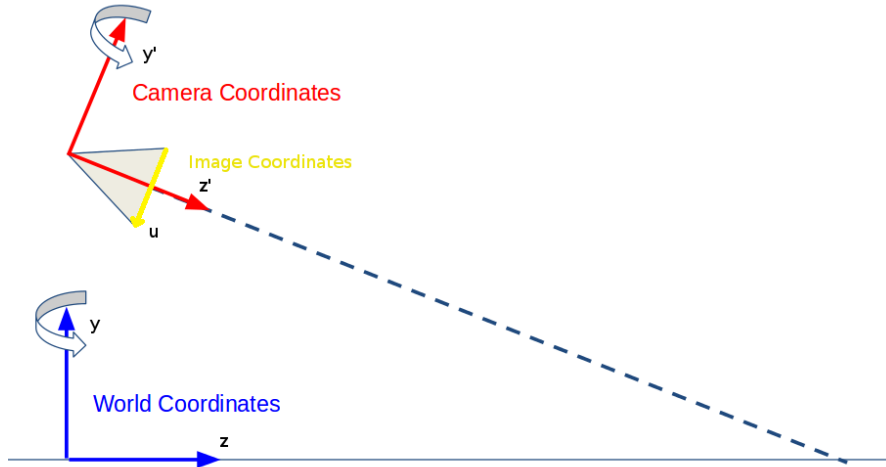 y'
Camera Coordinates
Image Coordinates
z'
u
y
World Coordinates
z